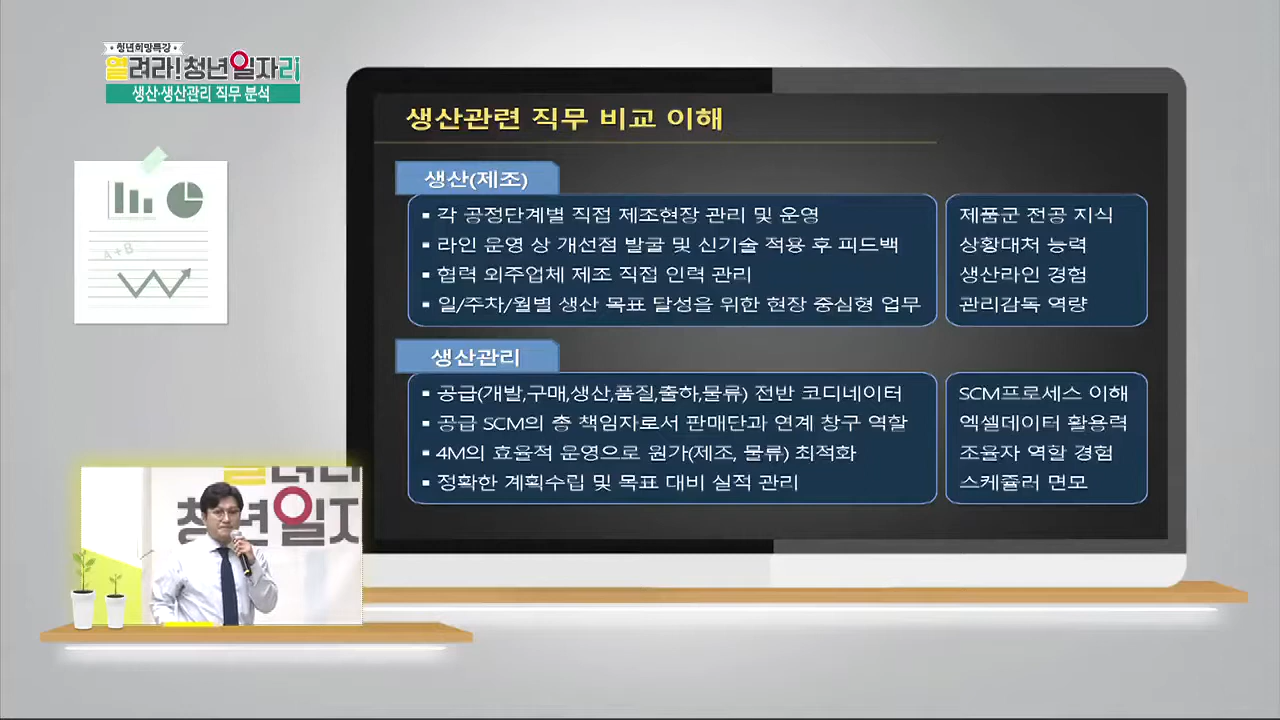 청년희망특강
열려라!청년일자리
생산·생산관리 직무 분석
생산관련 직무 비교 이해
생산(제조)
▪ 각 공정단계별 직접 제조현장 관리 및 운영
▪ 라인 운영 상 개선점 발굴 및 신기술 적용 후 피드백
▪ 협력 외주업체 제조 직접 인력 관리
▪ 일/주차/월별 생산 목표 달성을 위한 현장 중심형 업무
제품군 전공 지식
상황대처 능력
생산라인 경험
관리감독 역량
생산관리
▪ 공급(개발,구매,생산,품질,출하,물류) 전반 코디네이터
▪ 공급 SCM의 총 책임자로서 판매단과 연계 창구 역할
▪ 4M의 효율적 운영으로 원가(제조, 물류) 최적화
▪ 정확한 계획수립 및 목표 대비 실적 관리
SCM프로세스 이해
엑셀데이터 활용력
조율자 역할 경험
스케쥴러 면모
A+B
청년일자